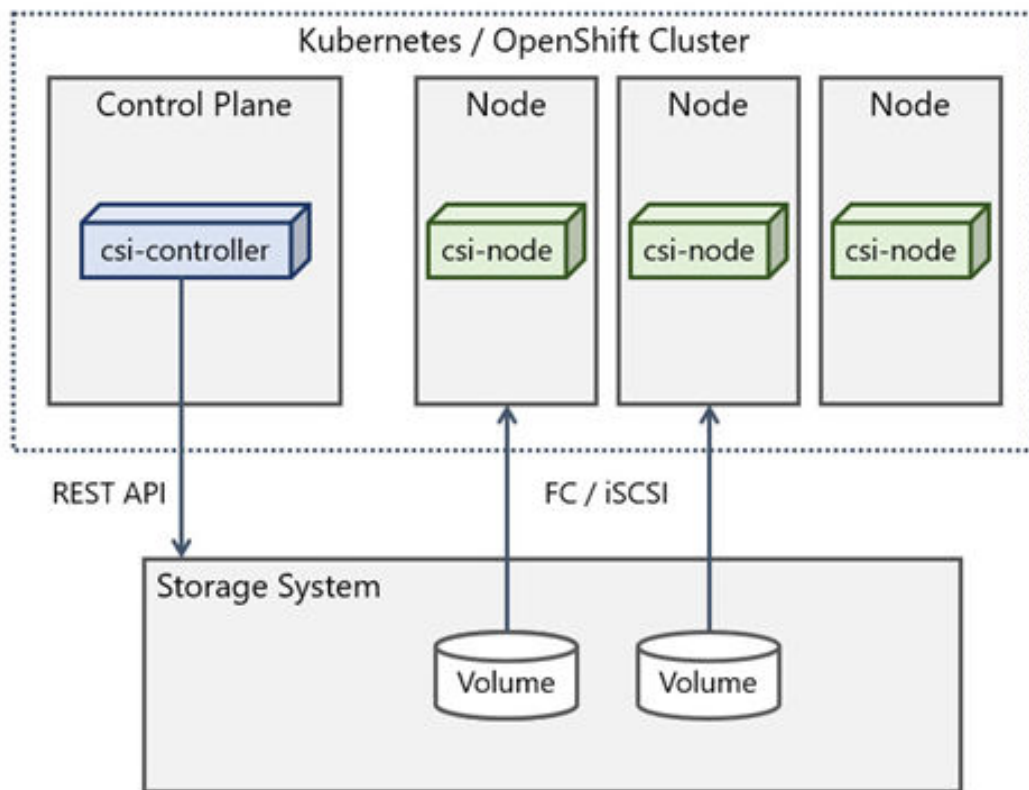 Kubernetes / OpenShift Cluster
Control Plane
Node
Node
Node
csi-controller
csi-node
csi-node
csi-node
REST API
FC / iSCSI
Storage System
Volume
Volume